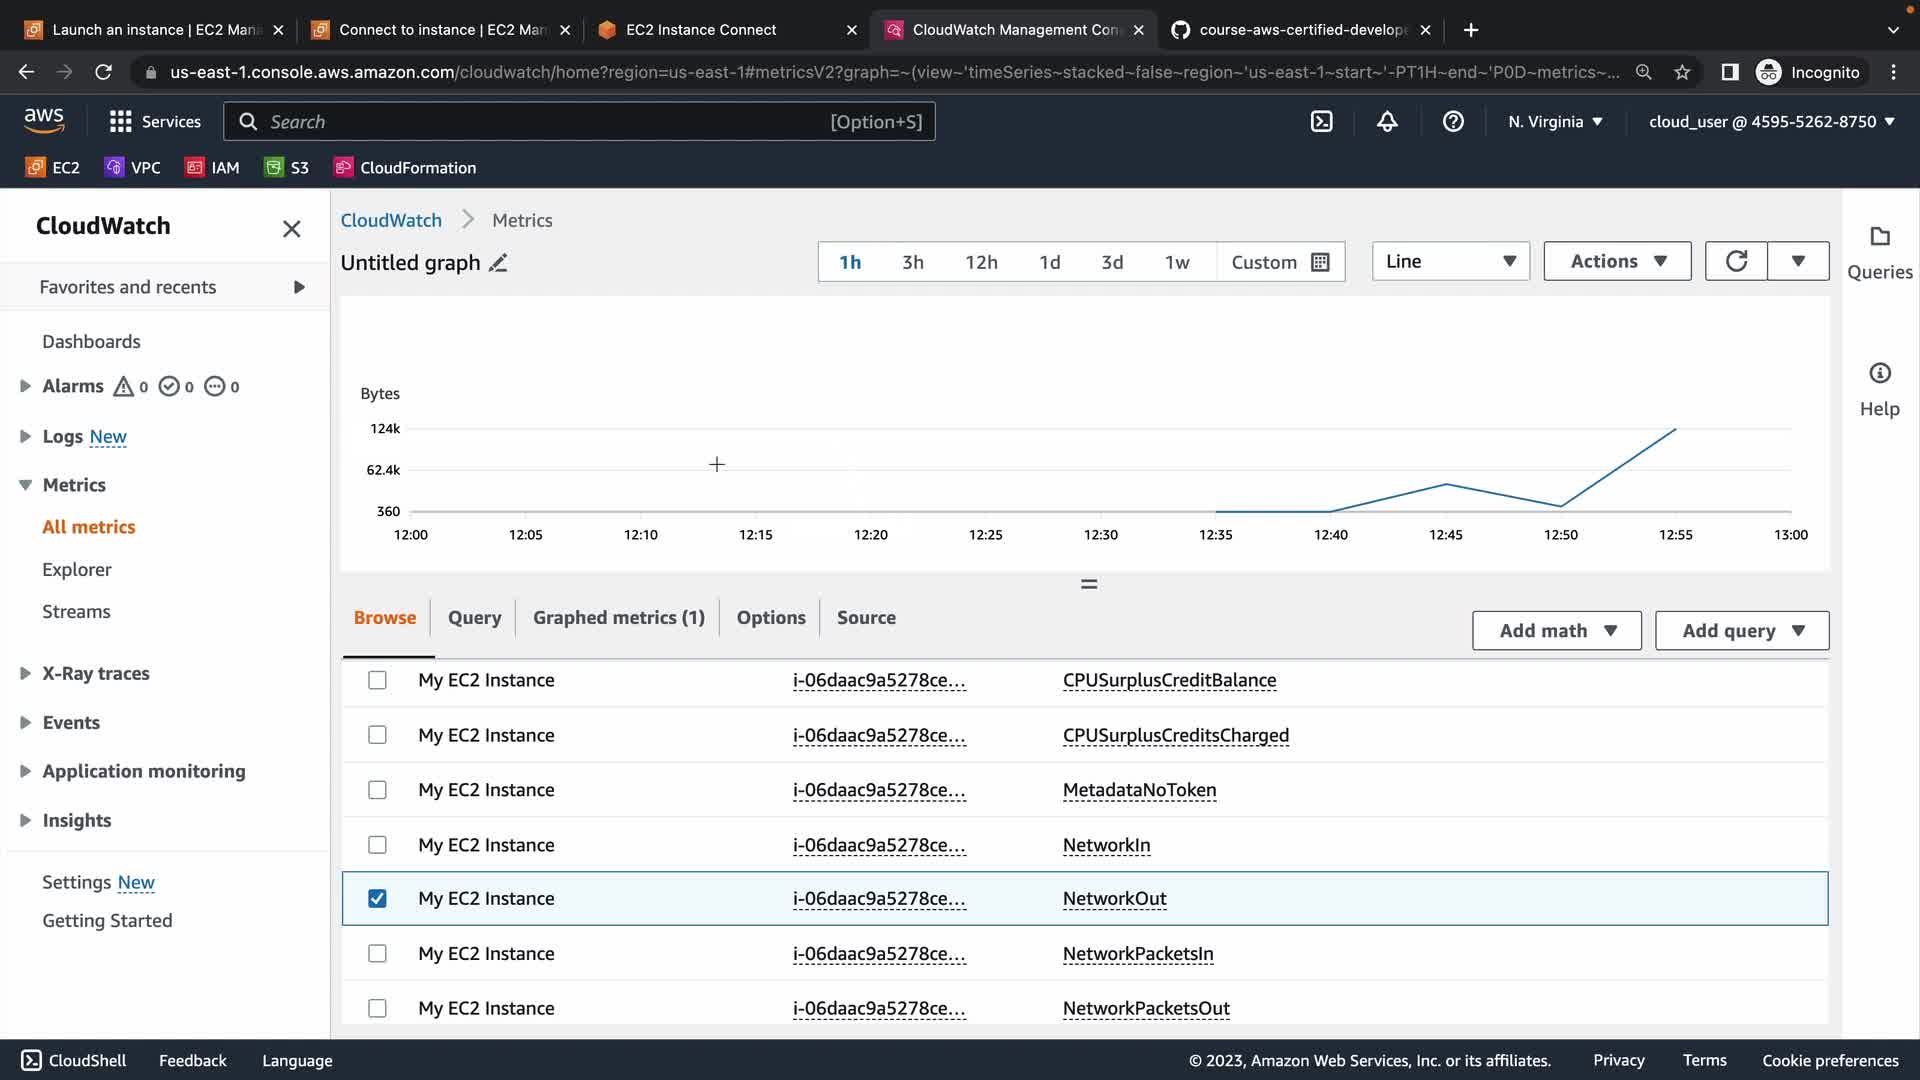 Launch an instance | EC2 Mana
Connect to instance | EC2 Man
EC2 Instance Connect
CloudWatch Management Con
course-aws-certified-develope
us-east-1.console.aws.amazon.com/cloudwatch/home?region=us-east-1#metricsV2?graph=~(view~'timeSeries~stacked~false~region~'us-east-1~start~'-PT1H~end~'P0D~metrics~...
Incognito
aws
Services
Search
[Option+S]
N. Virginia
cloud_user @ 4595-5262-8750
EC2
VPC
IAM
S3
CloudFormation
CloudWatch
Favorites and recents
Dashboards
Alarms 0 0 0
Logs New
Metrics
All metrics
Explorer
Streams
X-Ray traces
Events
Application monitoring
Insights
Settings New
Getting Started
CloudWatch
Metrics
Untitled graph
1h
3h
12h
1d
3d
1w
Custom
Line
Actions
Queries
Help
Bytes
124k
62.4k
360
12:00
12:05
12:10
12:15
12:20
12:25
12:30
12:35
12:40
12:45
12:50
12:55
13:00
Browse
Query
Graphed metrics (1)
Options
Source
Add math
Add query
My EC2 Instance i-06daac9a5278ce... CPUSurplusCreditBalance
My EC2 Instance i-06daac9a5278ce... CPUSurplusCreditsCharged
My EC2 Instance i-06daac9a5278ce... MetadataNoToken
My EC2 Instance i-06daac9a5278ce... NetworkIn
My EC2 Instance i-06daac9a5278ce... NetworkOut
My EC2 Instance i-06daac9a5278ce... NetworkPacketsIn
My EC2 Instance i-06daac9a5278ce... NetworkPacketsOut
CloudShell
Feedback
Language
© 2023, Amazon Web Services, Inc. or its affiliates.
Privacy
Terms
Cookie preferences